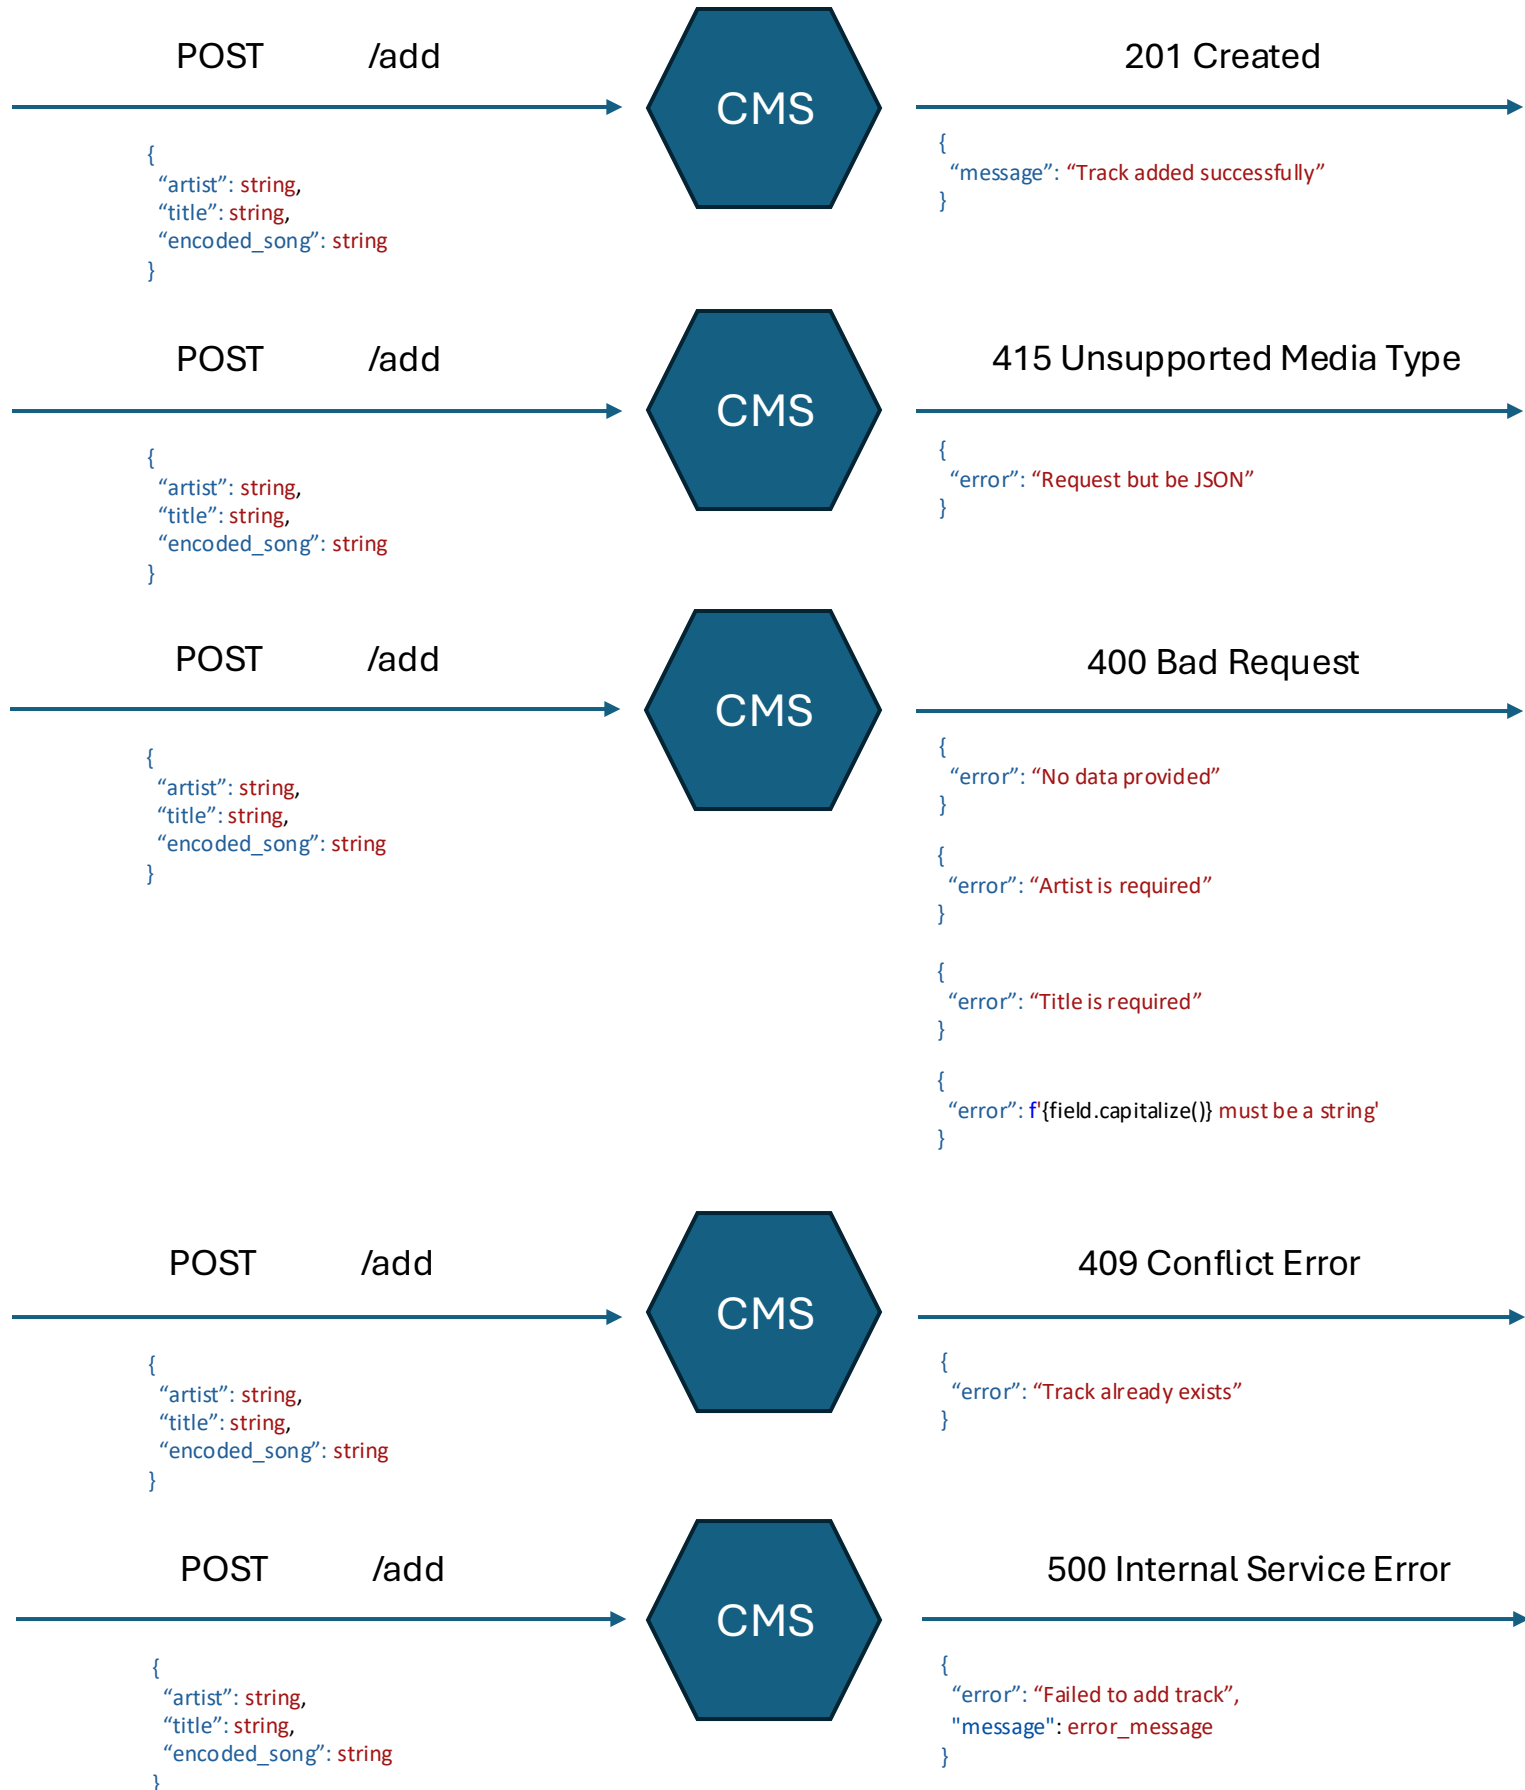 POST /add
CMS
201 Created
{
“artist”: string,
“title”: string,
“encoded_song”: string
}
{
“message”: “Track added successfully”
}
POST /add
CMS
415 Unsupported Media Type
{
“artist”: string,
“title”: string,
“encoded_song”: string
}
{
“error”: “Request but be JSON”
}
POST /add
CMS
400 Bad Request
{
“artist”: string,
“title”: string,
“encoded_song”: string
}
{
“error”: “No data provided”
}
{
“error”: “Artist is required”
}
{
“error”: “Title is required”
}
{
“error”: f'{field.capitalize()} must be a string'
}
POST /add
CMS
409 Conflict Error
{
“artist”: string,
“title”: string,
“encoded_song”: string
}
{
“error”: “Track already exists”
}
POST /add
CMS
500 Internal Service Error
{
“artist”: string,
“title”: string,
“encoded_song”: string
}
{
“error”: “Failed to add track”,
"message": error_message
}